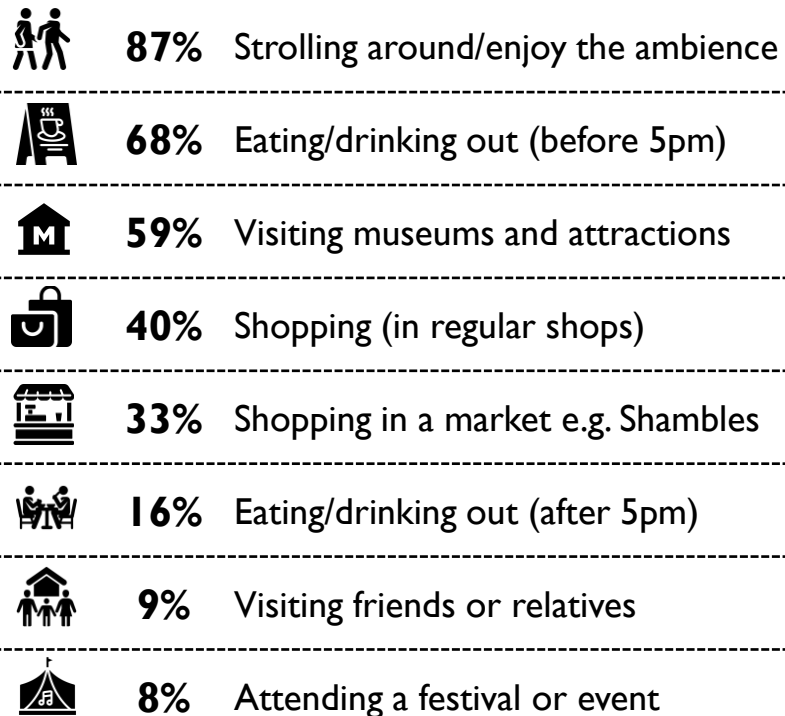 87% Strolling around/enjoy the ambience
68% Eating/drinking out (before 5pm)
M 59% Visiting museums and attractions
40% Shopping (in regular shops)
33% Shopping in a market e.g. Shambles
16% Eating/drinking out (after 5pm)
9% Visiting friends or relatives
8% Attending a festival or event